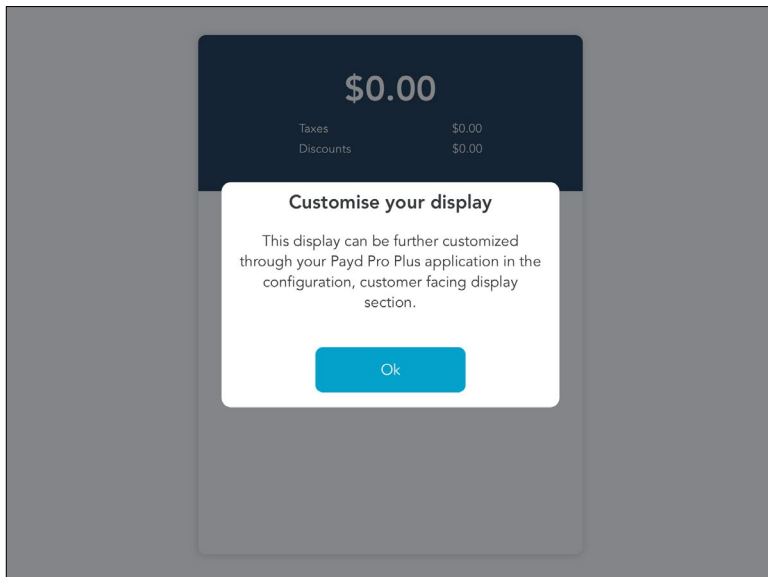 $0.00
Taxes $0.00
Discounts $0.00
Customise your display
This display can be further customized
through your Payd Pro Plus application in the
configuration, customer facing display
section.
Ok